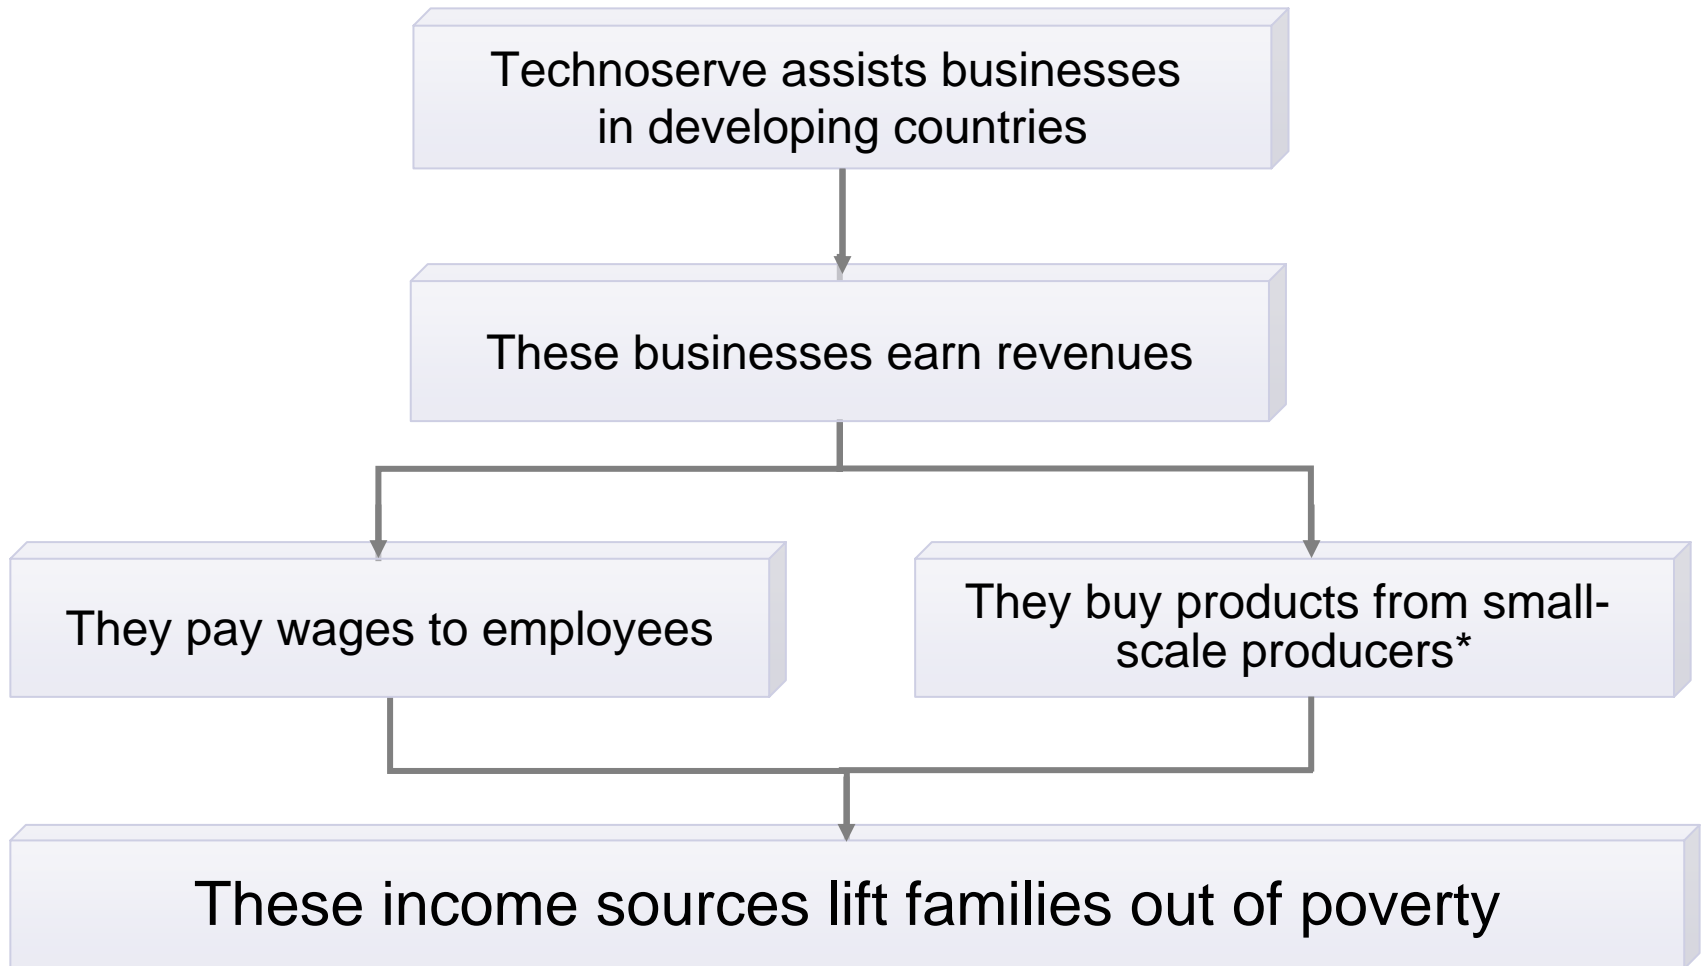 Technoserve assists businesses
in developing countries
These businesses earn revenues
They pay wages to employees
They buy products from small-
scale producers*
These income sources lift families out of poverty